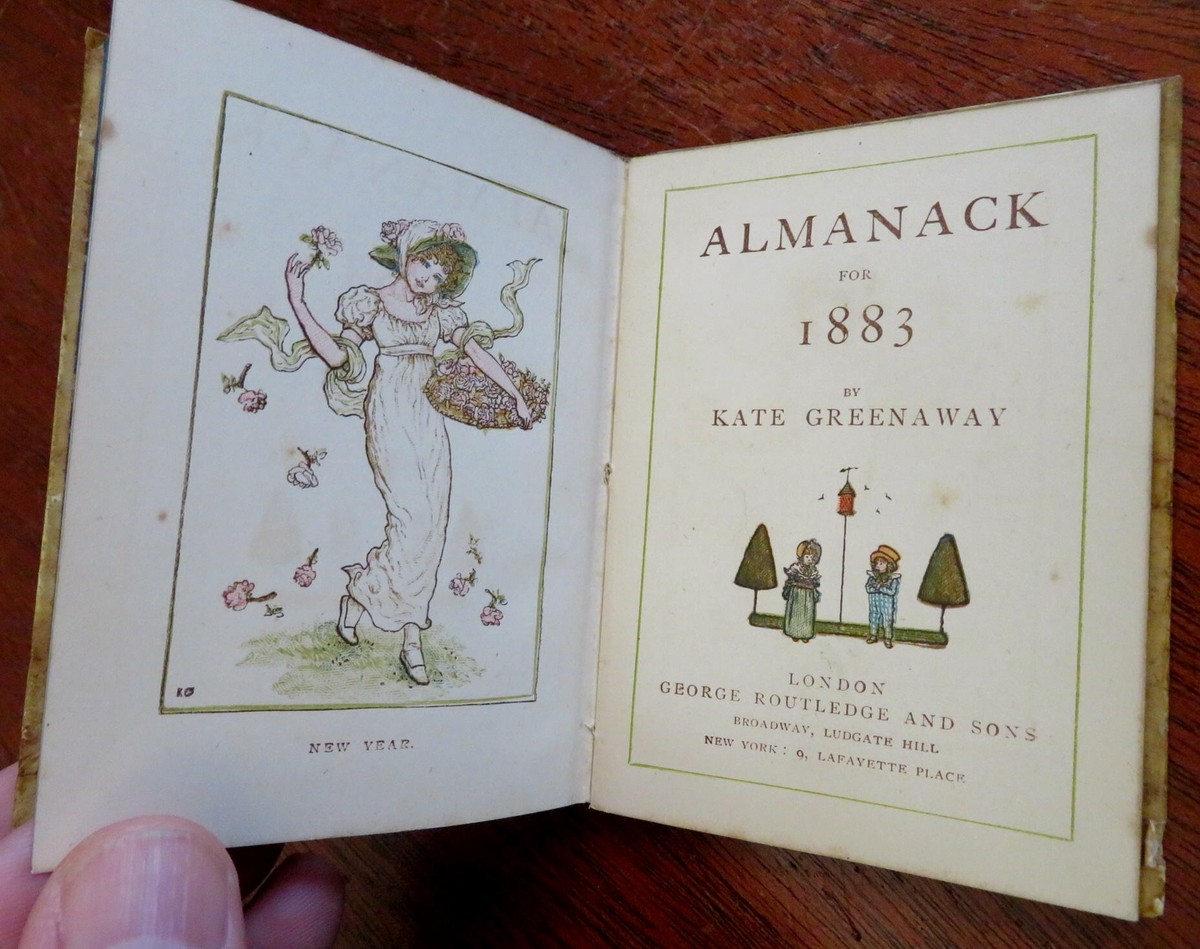 KG
NEW YEAR.
ALMANACK
FOR
1883
BY
KATE GREENAWAY
LONDON
GEORGE ROUTLEDGE AND SONS
BROADWAY, LUDGATE HILL
NEW YORK: 9, LAFAYETTE PLACE